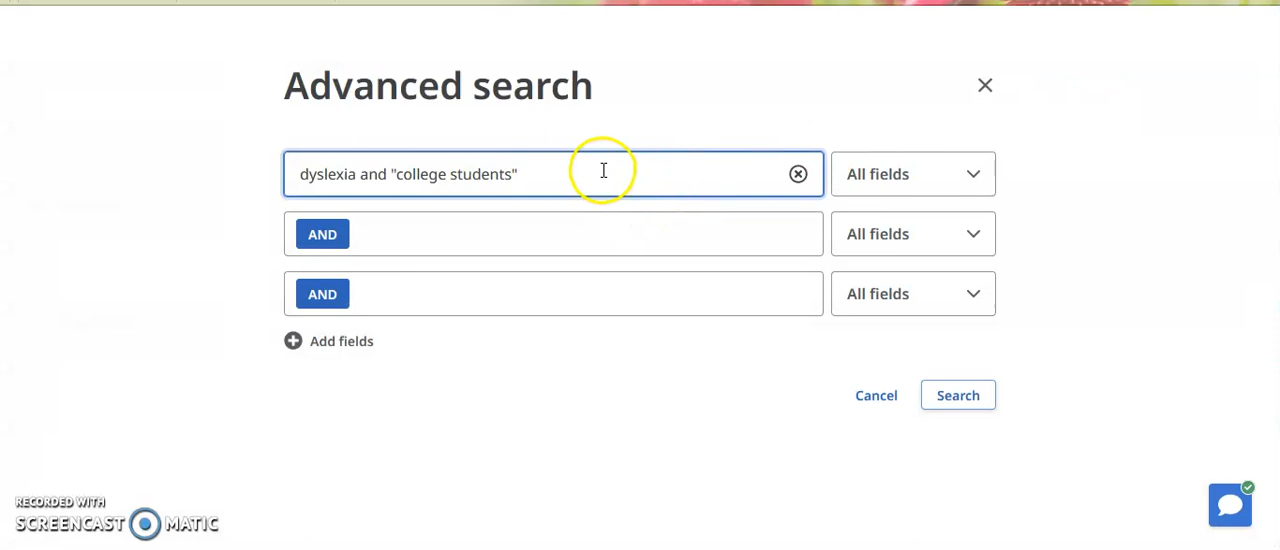 Advanced search
dyslexia and "college students"
All fields
AND
All fields
AND
All fields
Add fields
Cancel
Search
RECORDED WITH
SCREENCAST MATIC